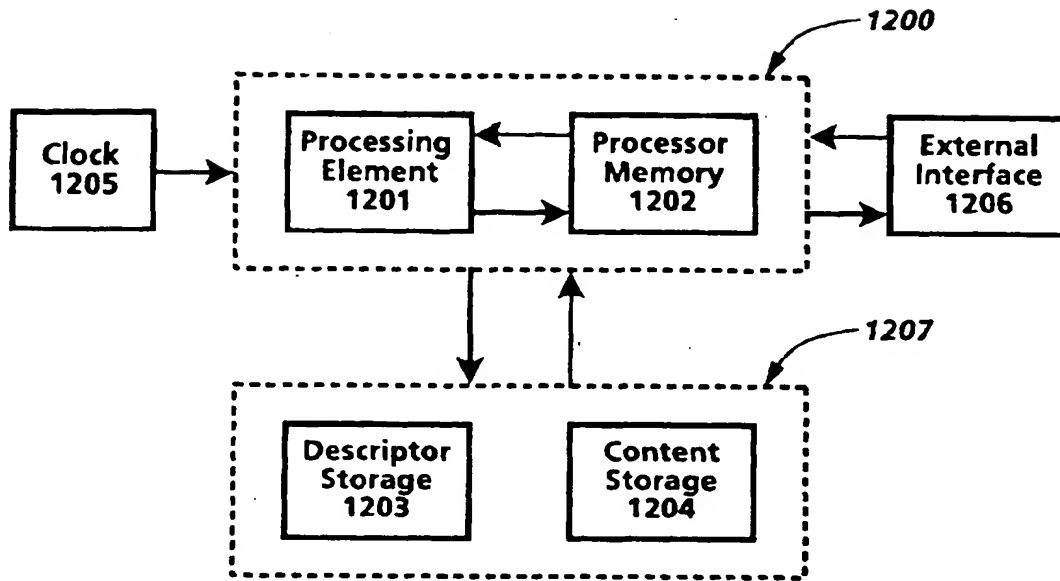 1200
Clock
1205
Processing
Element
1201
Processor
Memory
1202
External
Interface
1206
1207
Descriptor
Storage
1203
Content
Storage
1204